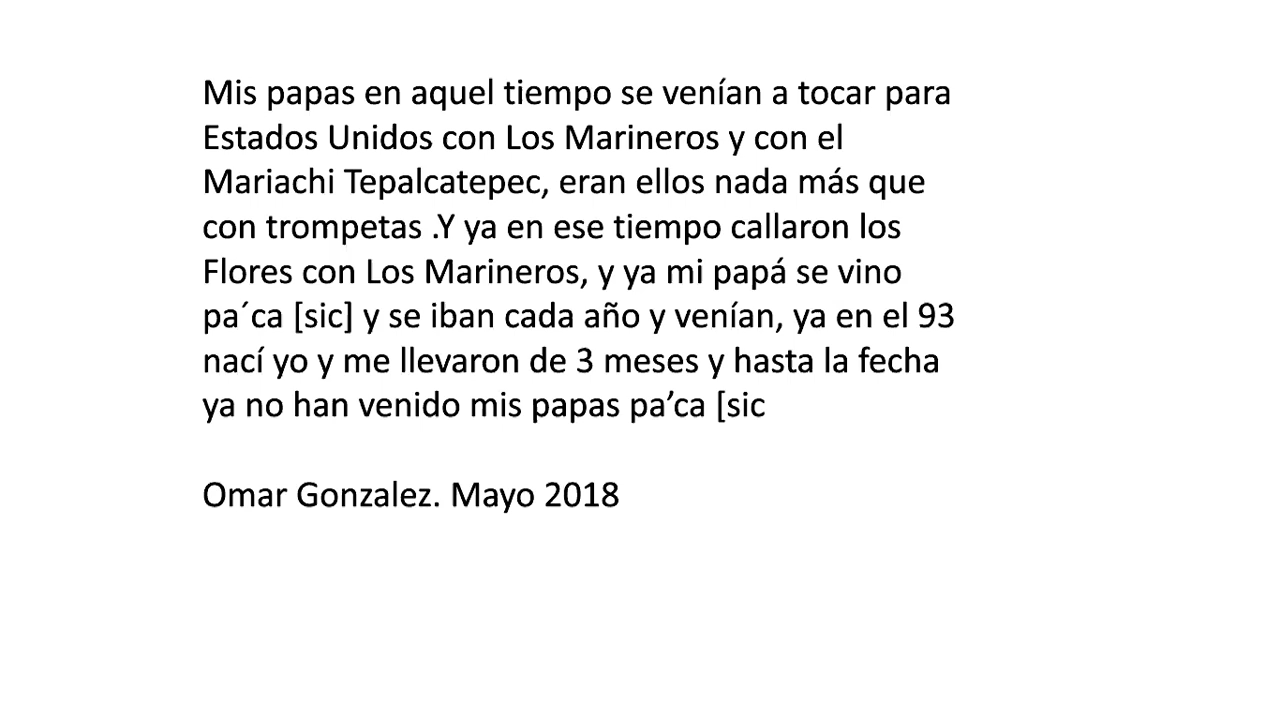 Mis papas en aquel tiempo se venían a tocar para
Estados Unidos con Los Marineros y con el
Mariachi Tepalcatepec, eran ellos nada más que
con trompetas .Y ya en ese tiempo callaron los
Flores con Los Marineros, y ya mi papá se vino
pa´ca [sic] y se iban cada año y venían, ya en el 93
nací yo y me llevaron de 3 meses y hasta la fecha
ya no han venido mis papas pa’ca [sic
Omar Gonzalez. Mayo 2018